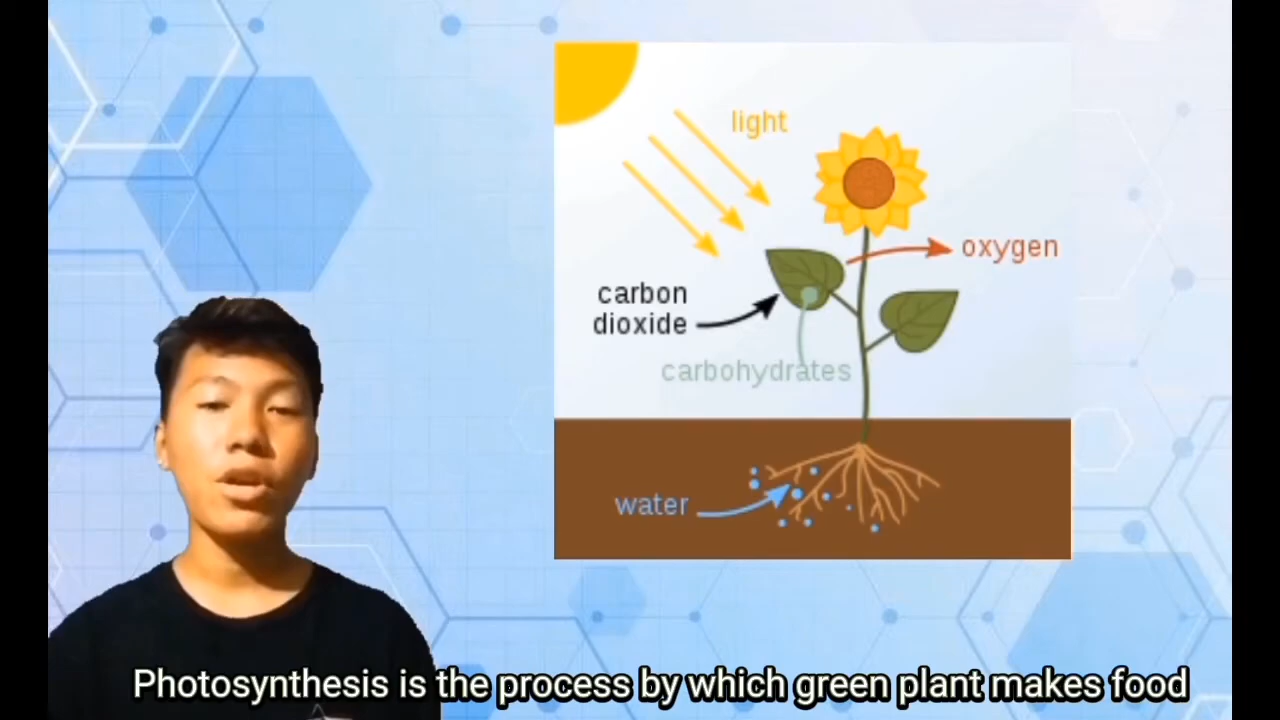 light
oxygen
carbon
dioxide
carbohydrates
water
Photosynthesis is the process by which green plant makes food